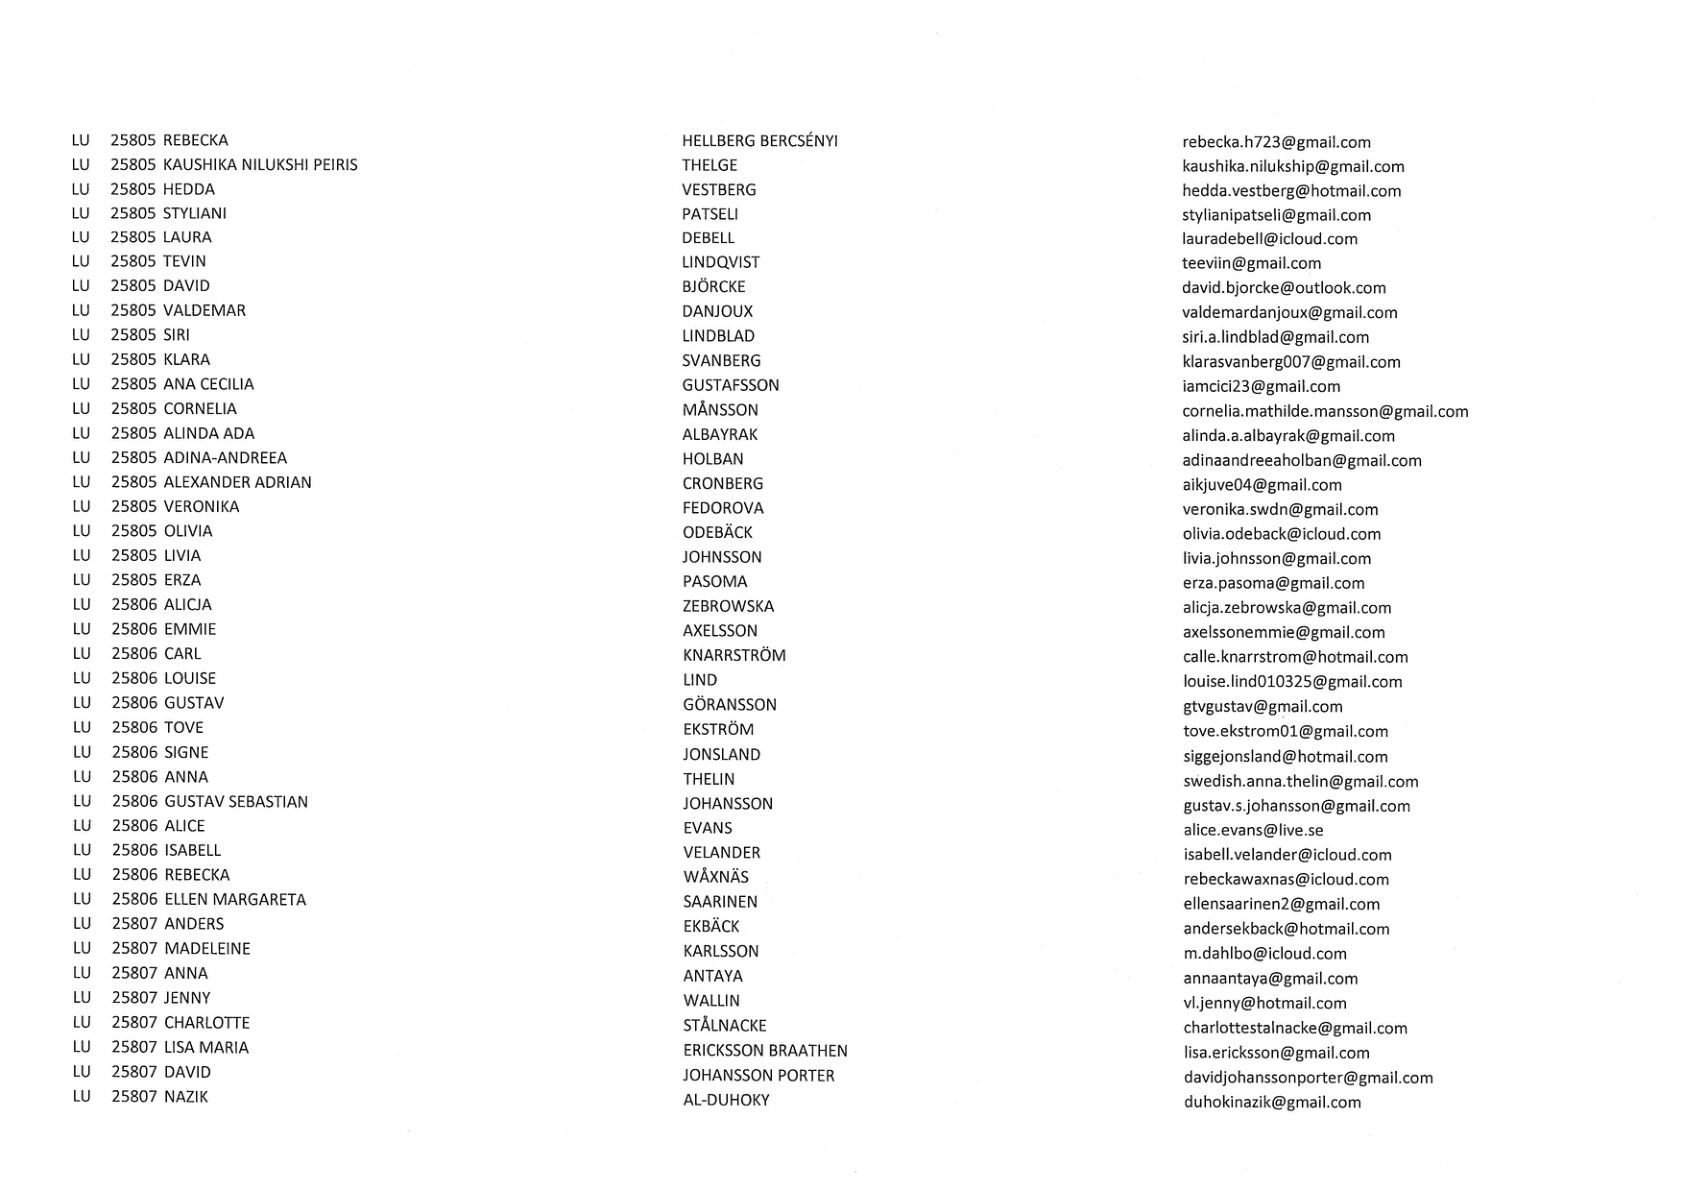 LU 25805 REBECKA HELLBERG BERCSÉNYI rebecka.h723@gmail.com
LU 25805 KAUSHIKA NILUKSHI PEIRIS THELGE kaushika.nilukship@gmail.com
LU 25805 HEDDA VESTBERG hedda.vestberg@hotmail.com
LU 25805 STYLIANI PATSELI stylianipatseli@gmail.com
LU 25805 LAURA DEBELL lauradebell@icloud.com
LU 25805 TEVIN LINDQVIST teeviin@gmail.com
LU 25805 DAVID BJÖRCKE david.bjorcke@outlook.com
LU 25805 VALDEMAR DANJOUX valdemardanjoux@gmail.com
LU 25805 SIRI LINDBLAD siri.a.lindblad@gmail.com
LU 25805 KLARA SVANBERG klarasvanberg007@gmail.com
LU 25805 ANA CECILIA GUSTAFSSON iamcici23@gmail.com
LU 25805 CORNELIA MÅNSSON cornelia.mathilde.mansson@gmail.com
LU 25805 ALINDA ADA ALBAYRAK alinda.a.albayrak@gmail.com
LU 25805 ADINA-ANDREEA HOLBAN adinaandreeaholban@gmail.com
LU 25805 ALEXANDER ADRIAN CRONBERG aikjuve04@gmail.com
LU 25805 VERONIKA FEDOROVA veronika.swdn@gmail.com
LU 25805 OLIVIA ODEBÄCK olivia.odeback@icloud.com
LU 25805 LIVIA JOHNSSON livia.johnsson@gmail.com
LU 25805 ERZA PASOMA erza.pasoma@gmail.com
LU 25806 ALICJA ZEBROWSKA alicja.zebrowska@gmail.com
LU 25806 EMMIE AXELSSON axelssonemmie@gmail.com
LU 25806 CARL KNARRSTRÖM calle.knarrstrom@hotmail.com
LU 25806 LOUISE LIND louise.lind010325@gmail.com
LU 25806 GUSTAV GÖRANSSON gtvgustav@gmail.com
LU 25806 TOVE EKSTRÖM tove.ekstrom01@gmail.com
LU 25806 SIGNE JONSLAND siggejonsland@hotmail.com
LU 25806 ANNA THELIN swedish.anna.thelin@gmail.com
LU 25806 GUSTAV SEBASTIAN JOHANSSON gustav.s.johansson@gmail.com
LU 25806 ALICE EVANS alice.evans@live.se
LU 25806 ISABELL VELANDER isabell.velander@icloud.com
LU 25806 REBECKA WÅXNÄS rebeckawaxnas@icloud.com
LU 25806 ELLEN MARGARETA SAARINEN ellensaarinen2@gmail.com
LU 25807 ANDERS EKBÄCK andersekback@hotmail.com
LU 25807 MADELEINE KARLSSON m.dahlbo@icloud.com
LU 25807 ANNA ANTAYA annaantaya@gmail.com
LU 25807 JENNY WALLIN vl.jenny@hotmail.com
LU 25807 CHARLOTTE STÅLNACKE charlottestalnacke@gmail.com
LU 25807 LISA MARIA ERICKSSON BRAATHEN lisa.ericksson@gmail.com
LU 25807 DAVID JOHANSSON PORTER davidjohanssonporter@gmail.com
LU 25807 NAZIK AL-DUHOKY duhokinazik@gmail.com